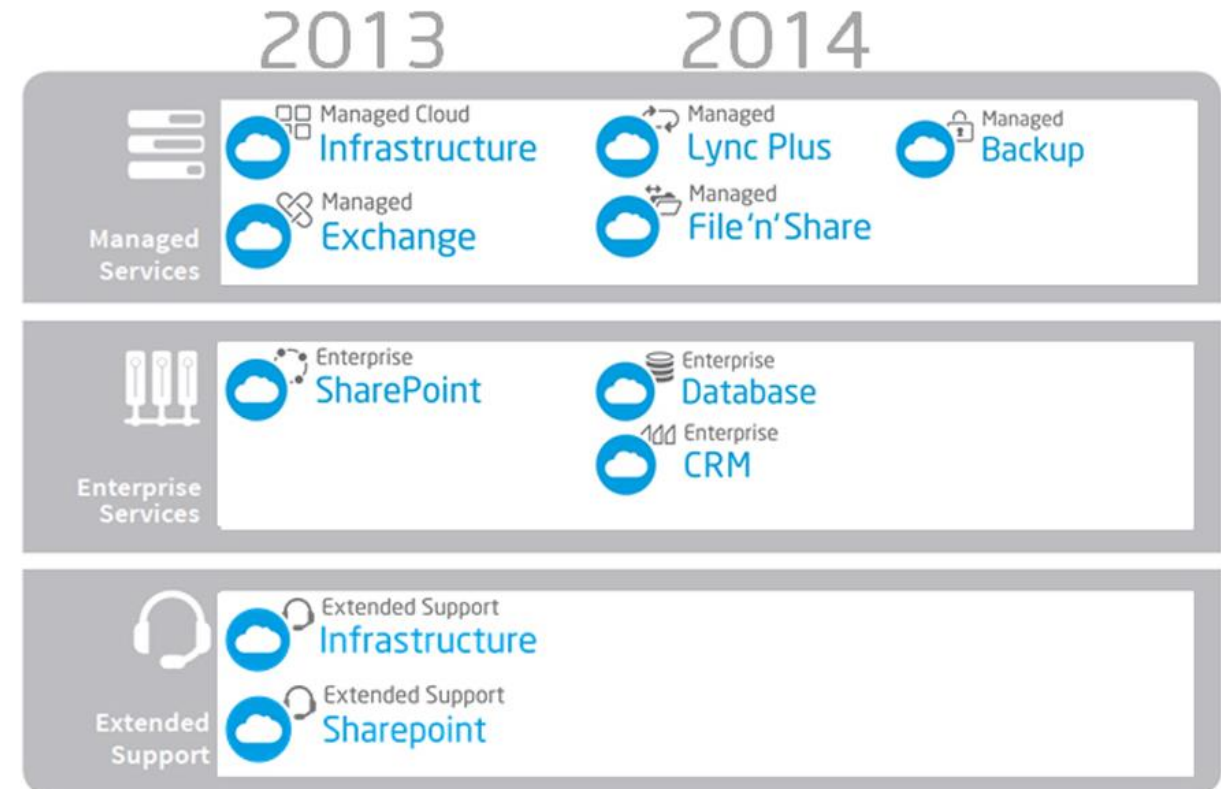 2013 2014
Managed Services
Managed Cloud
Infrastructure
Managed
Exchange
Managed
Lync Plus
Managed
File'n'Share
Managed
Backup
Enterprise Services
Enterprise
SharePoint
Enterprise
Database
Enterprise
CRM
Extended Support
Extended Support
Infrastructure
Extended Support
Sharepoint